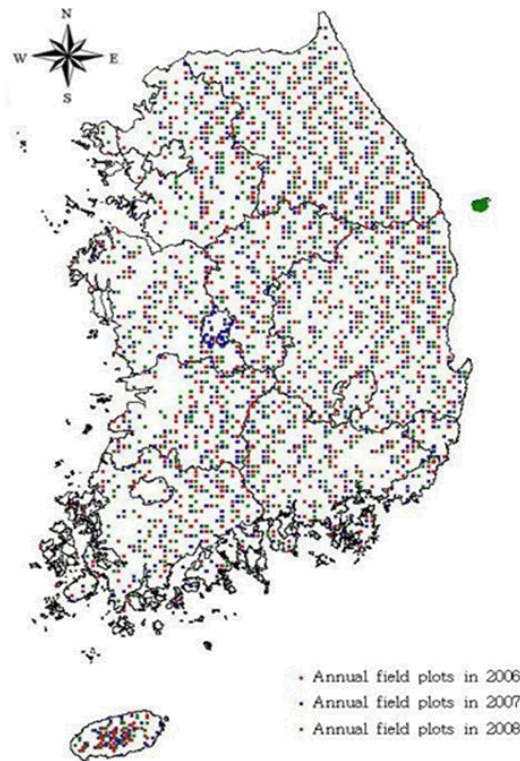 N
W E
S
Annual field plots in 2006
Annual field plots in 2007
Annual field plots in 2008